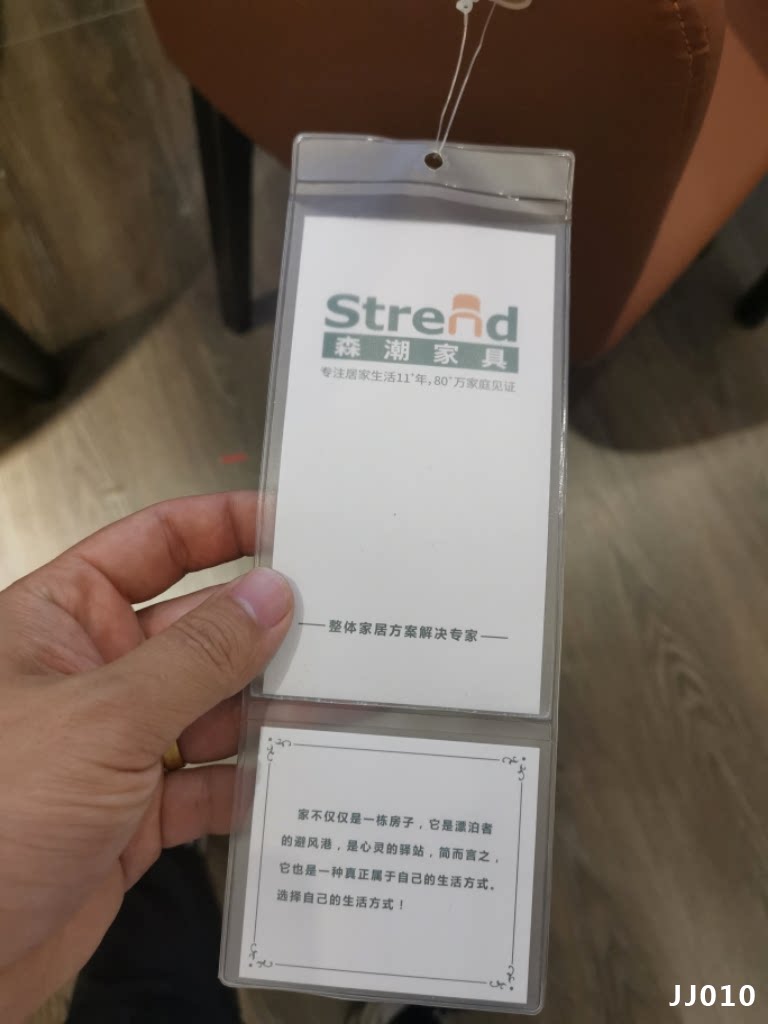 Strend
森潮家具
专注居家生活11⁺年,80⁺万家庭见证
整体家居方案解决专家
家不仅仅是一栋房子，它是漂泊者
的避风港，是心灵的驿站，简而言之，
它也是一种真正属于自己的生活方式。
选择自己的生活方式！
JJ010